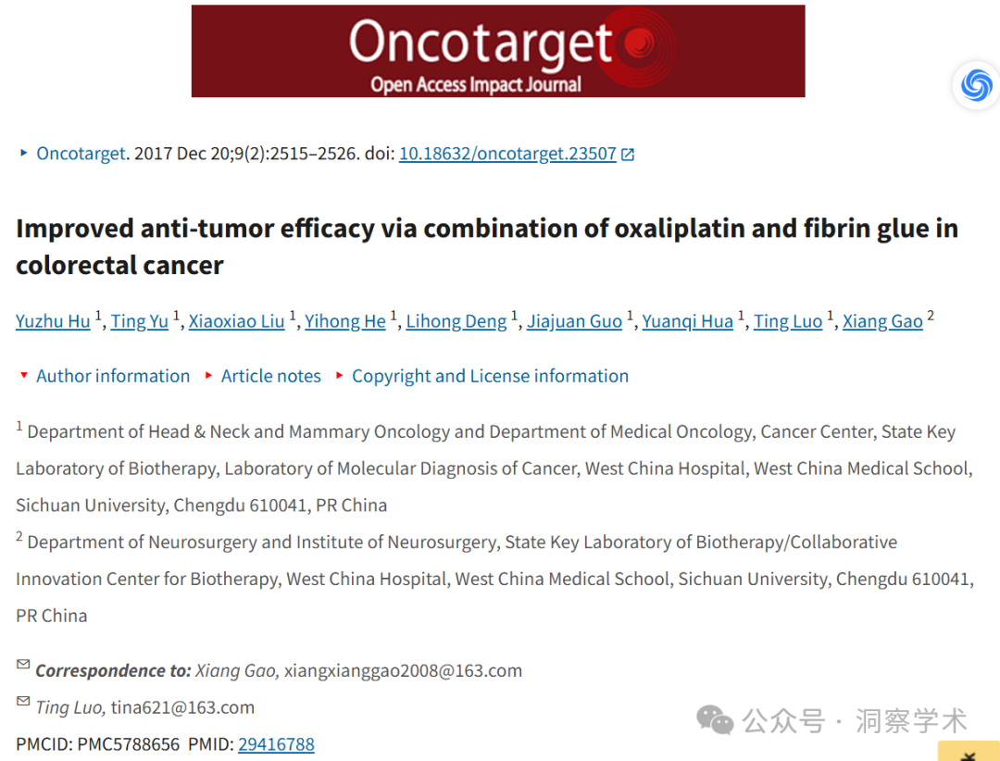 Oncotarget
Open Access Impact Journal
Oncotarget. 2017 Dec 20;9(2):2515–2526. doi: 10.18632/oncotarget.23507
Improved anti-tumor efficacy via combination of oxaliplatin and fibrin glue in
colorectal cancer
Yuzhu Hu 1, Ting Yu 1, Xiaoxiao Liu 1, Yihong He 1, Lihong Deng 1, Jiajuan Guo 1, Yuanqi Hua 1, Ting Luo 1, Xiang Gao 2
Author information Article notes Copyright and License information
1 Department of Head & Neck and Mammary Oncology and Department of Medical Oncology, Cancer Center, State Key
Laboratory of Biotherapy, Laboratory of Molecular Diagnosis of Cancer, West China Hospital, West China Medical School,
Sichuan University, Chengdu 610041, PR China
2 Department of Neurosurgery and Institute of Neurosurgery, State Key Laboratory of Biotherapy/Collaborative
Innovation Center for Biotherapy, West China Hospital, West China Medical School, Sichuan University, Chengdu 610041,
PR China
Correspondence to: Xiang Gao, xiangxianggao2008@163.com
Ting Luo, tina621@163.com
公众号 · 洞察学术
PMCID: PMC5788656 PMID: 29416788